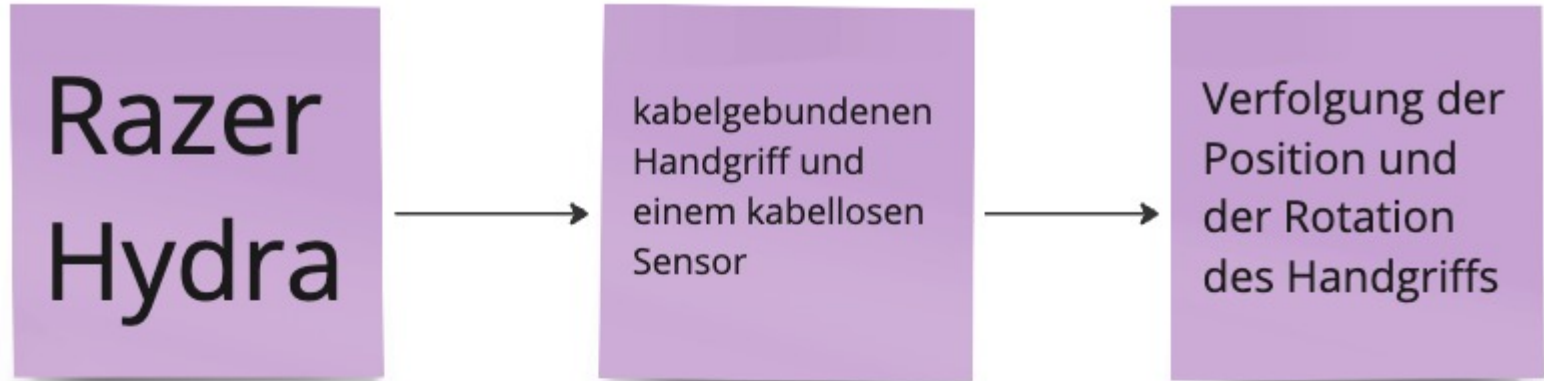 Razer
Hydra
kabelgebundenen
Handgriff und
einem kabellosen
Sensor
Verfolgung der
Position und
der Rotation
des Handgriffs